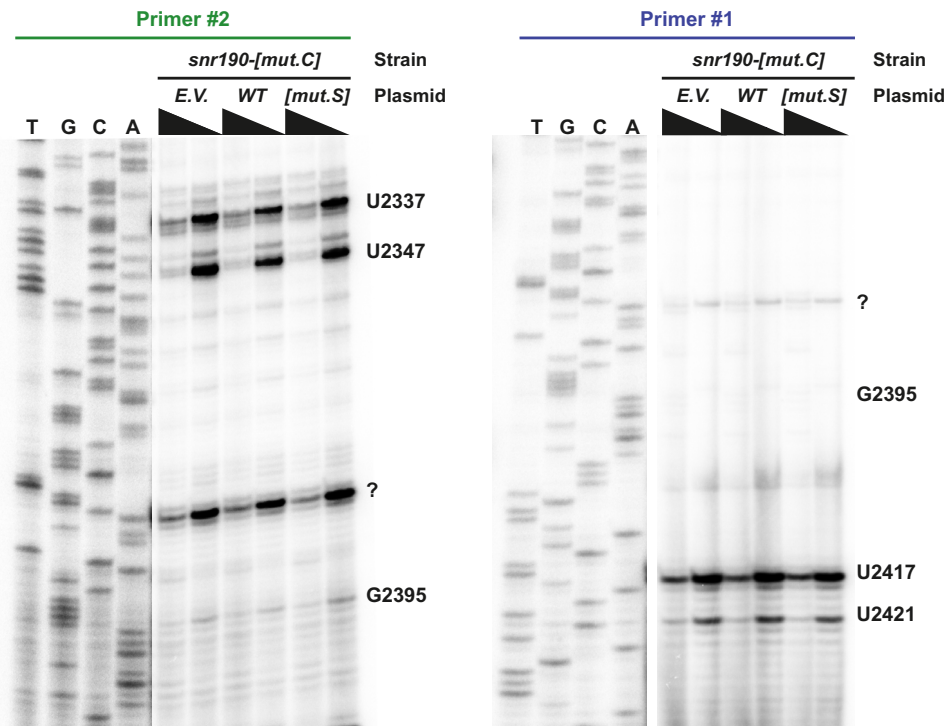 Primer #2
snr190-[mut.C] Strain
E.V. WT [mut.S] Plasmid
T G C A
U2337
U2347
?
G2395
Primer #1
snr190-[mut.C] Strain
E.V. WT [mut.S] Plasmid
T G C A
?
G2395
U2417
U2421